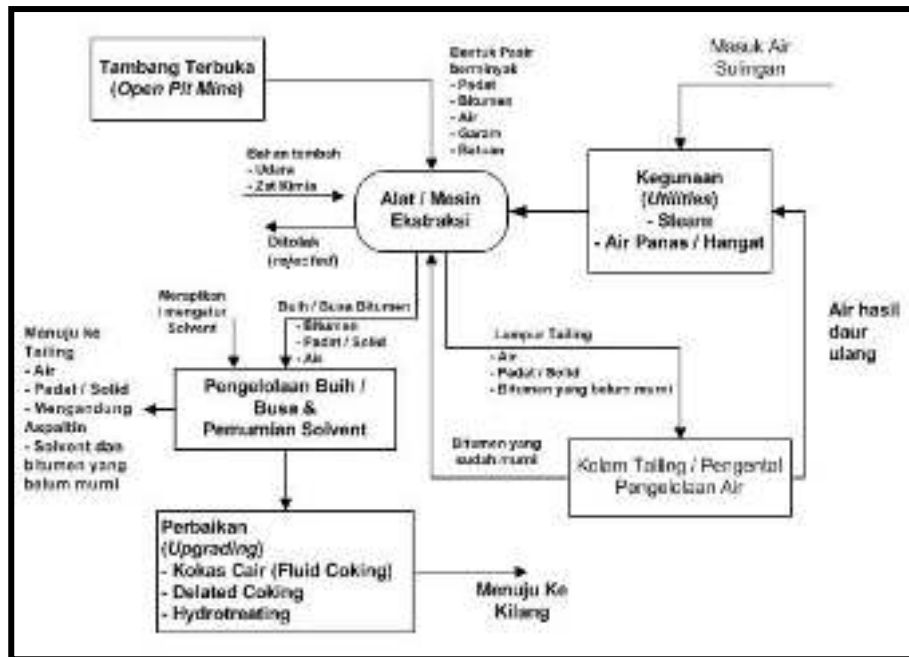 Tambang Terbuka
(Open Pit Mine)
Bentuk Pasir
berminyak
- Padat
- Bitumen
- Air
- Garam
- Batuan
Masuk Air
Sulingan
Bahan tambah
- Udara
- Zat Kimia
Alat / Mesin
Ekstraksi
Kegunaan
(Utilities)
- Steam
- Air Panas / Hangat
Ditolak
(rejected)
Merapikan
/ mengatur
Solvent
Buih / Busa Bitumen
- Bitumen
- Padat / Solid
- Air
Lumpur Tailing
- Air
- Padat / Solid
- Bitumen yang belum murni
Air hasil
daur
ulang
Menuju ke
Tailing
- Air
- Padat / Solid
- Mengandung
Aspaltin
- Solvent dan
bitumen yang
belum murni
Pengelolaan Buih /
Busa &
Pemurnian Solvent
Bitumen yang
sudah murni
Kolam Tailing / Pengental
Pengelolaan Air
Perbaikan
(Upgrading)
- Kokas Cair (Fluid Coking)
- Delated Coking
- Hydrotreating
Menuju Ke
Kilang